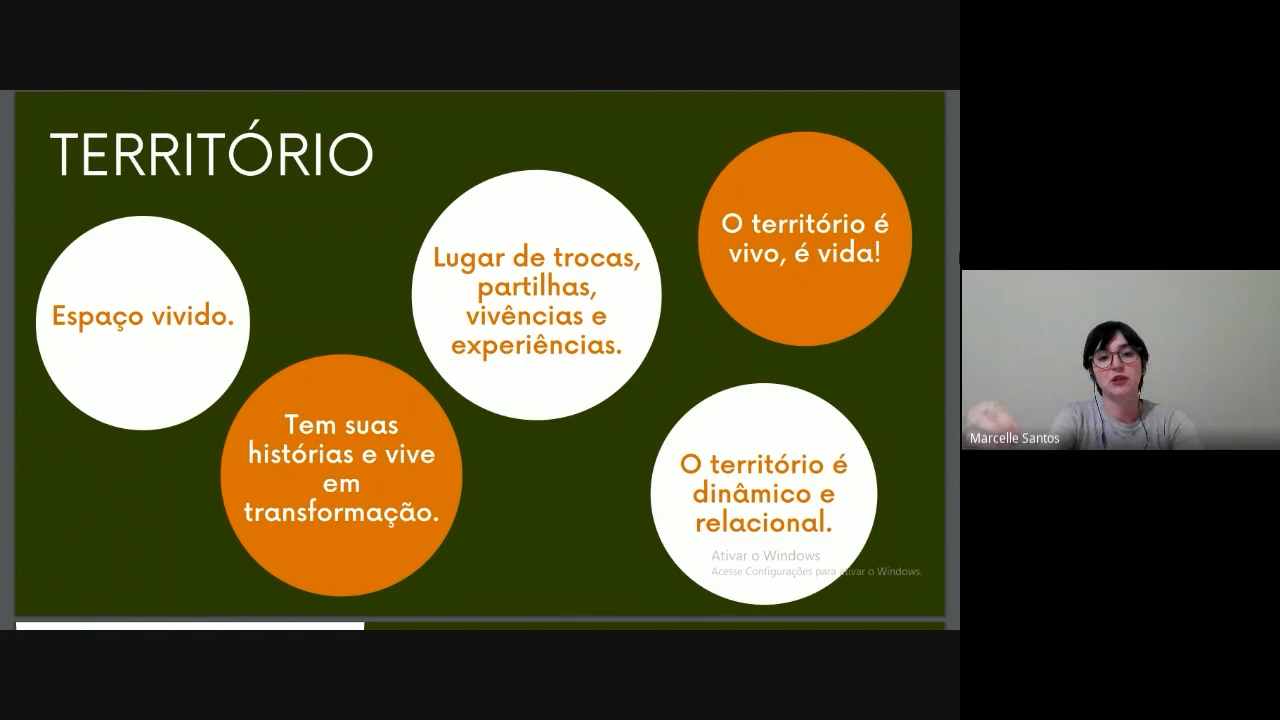 TERRITÓRIO
Espaço vivido.
Tem suas
histórias e vive
em
transformação.
Lugar de trocas,
partilhas,
vivências e
experiências.
O território é
vivo, é vida!
O território é
dinâmico e
relacional.
Ativar o Windows
Acesse Configurações para ativar o Windows.
Marcelle Santos